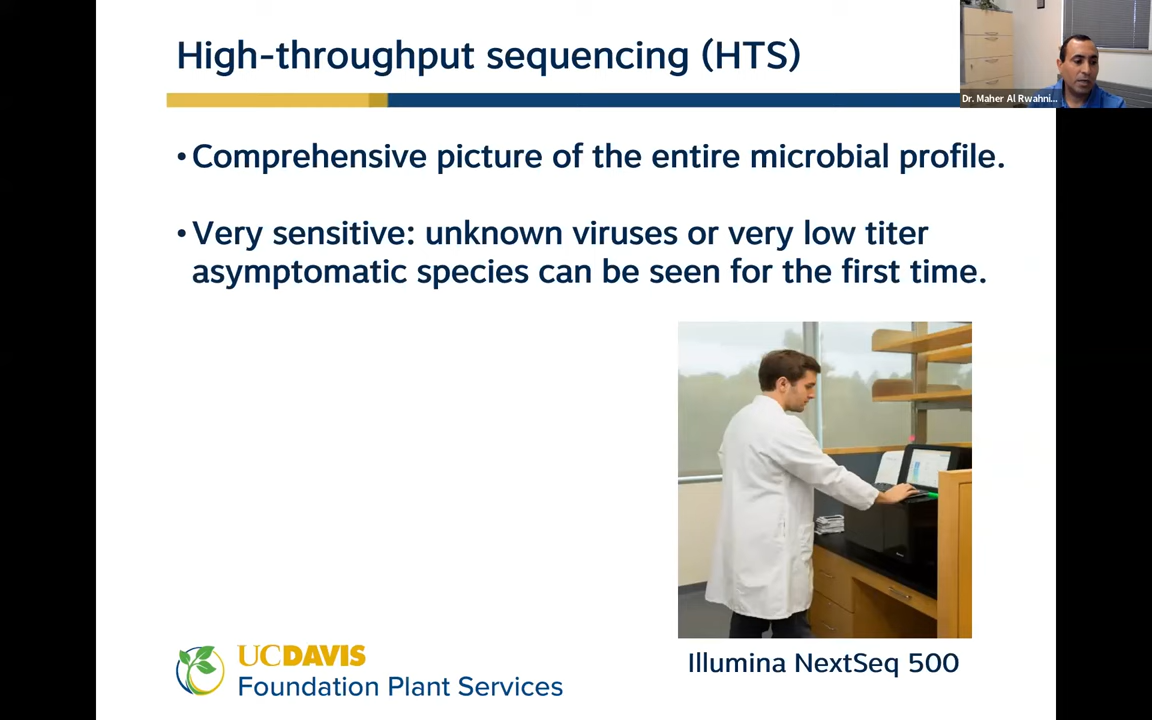 High-throughput sequencing (HTS)
Dr. Maher Al Rwahni...
•Comprehensive picture of the entire microbial profile.
•Very sensitive: unknown viruses or very low titer
asymptomatic species can be seen for the first time.
UCDAVIS
Foundation Plant Services
Illumina NextSeq 500